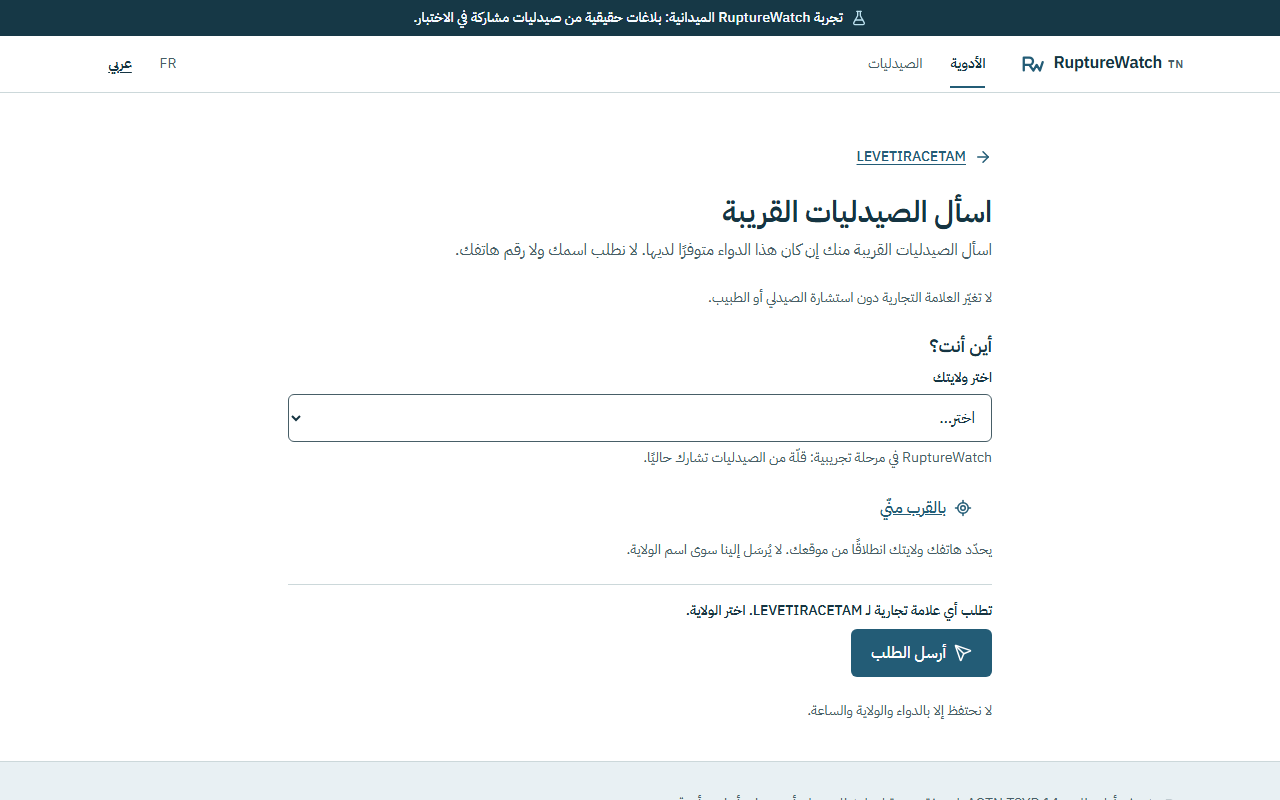 تجربة RuptureWatch الميدانية: بلاغات حقيقية من صيدليات مشاركة في الاختبار.
RuptureWatch TN
الأدوية
الصيدليات
FR
عربي
LEVETIRACETAM
اسأل الصيدليات القريبة
اسأل الصيدليات القريبة منك إن كان هذا الدواء متوفرًا لديها. لا نطلب اسمك ولا رقم هاتفك.
لا تغيّر العلامة التجارية دون استشارة الصيدلي أو الطبيب.
أين أنت؟
اختر ولايتك
اختر...
RuptureWatch في مرحلة تجريبية: قلّة من الصيدليات تشارك حاليًا.
بالقرب منّي
يحدّد هاتفك ولايتك انطلاقًا من موقعك. لا يُرسَل إلينا سوى اسم الولاية.
تطلب أي علامة تجارية لـ LEVETIRACETAM. اختر الولاية.
أرسل الطلب
لا نحتفظ إلا بالدواء والولاية والساعة.